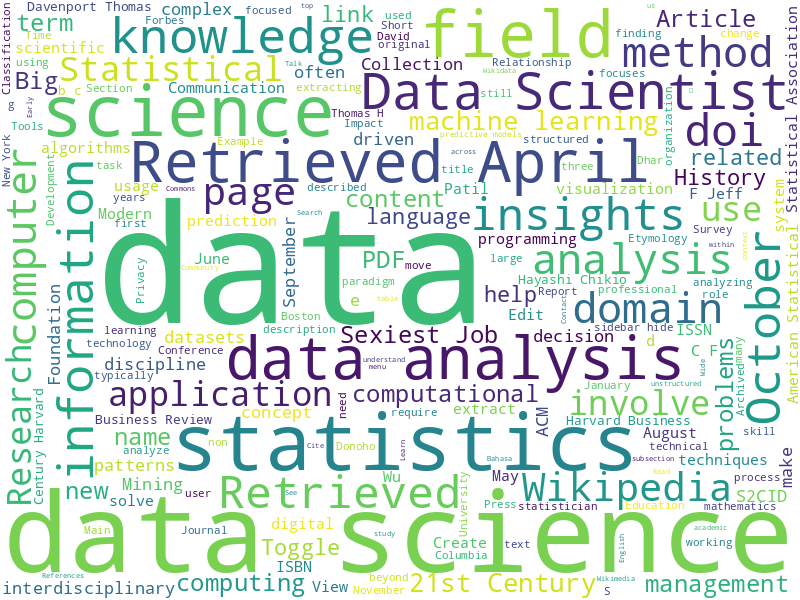 Davenport Thomas
complex
focused
top
us
Forbes
Short
link
used
David
Article
change
term
Time
knowledge
field
original
finding
Relationship
Talk
scientific
using
Statistical
often
Collection
extracting
Wikidata
focuses
method
Classification
Big
b c
Section
Communication
still
Data Scientist
organization
Statistical Association
g
Early
science
Thomas H
Impact
machine learning
doi
Tools
algorithms
Example
driven
predictive models
structured
New York
task
Retrieved April
across
title
three
Dhar
related
computer
information
Development
usage
described
Commons
page
content
Patil
visualization
History
years
Modern
first
prediction
Search
language
insights
F Jeff
use
system
data
programming
Etymology
Survey
within
June
Privacy
Community
September
PDF
move
large
analysis
analyzing
context
role
e
paradigm
table
Hayashi Chikio
professional
Boston
help
Report
Contact
domain
October
description
Edit
Foundation
learning
technology
datasets
Conference
Sexiest Job
decision
sidebar hide
ISSN
many
American Statistical
discipline
typically
understand
menu
data analysis
d
C F
Wide
Archived
application
need
computational
January
unstructured
involve
problems
Research
Century Harvard
Business Review
concept
require
extract
ACM
Harvard Business
skill
name
non
Cite
statistics
August
technical
make
analyze
Donoho
Learn
Bahasa
subsection
techniques
patterns
Mining
user
See
Wu
May
statistician
Read
process
new
solve
Retrieved
University
Press
Wikipedia
Education
S2CID
mathematics
Main
Journal
digital
Create
Columbia
text
English
academic
working
data science
Toggle
study
ISBN
References
interdisciplinary
computing
View
beyond
November
21st Century
Wikimedia
S
management